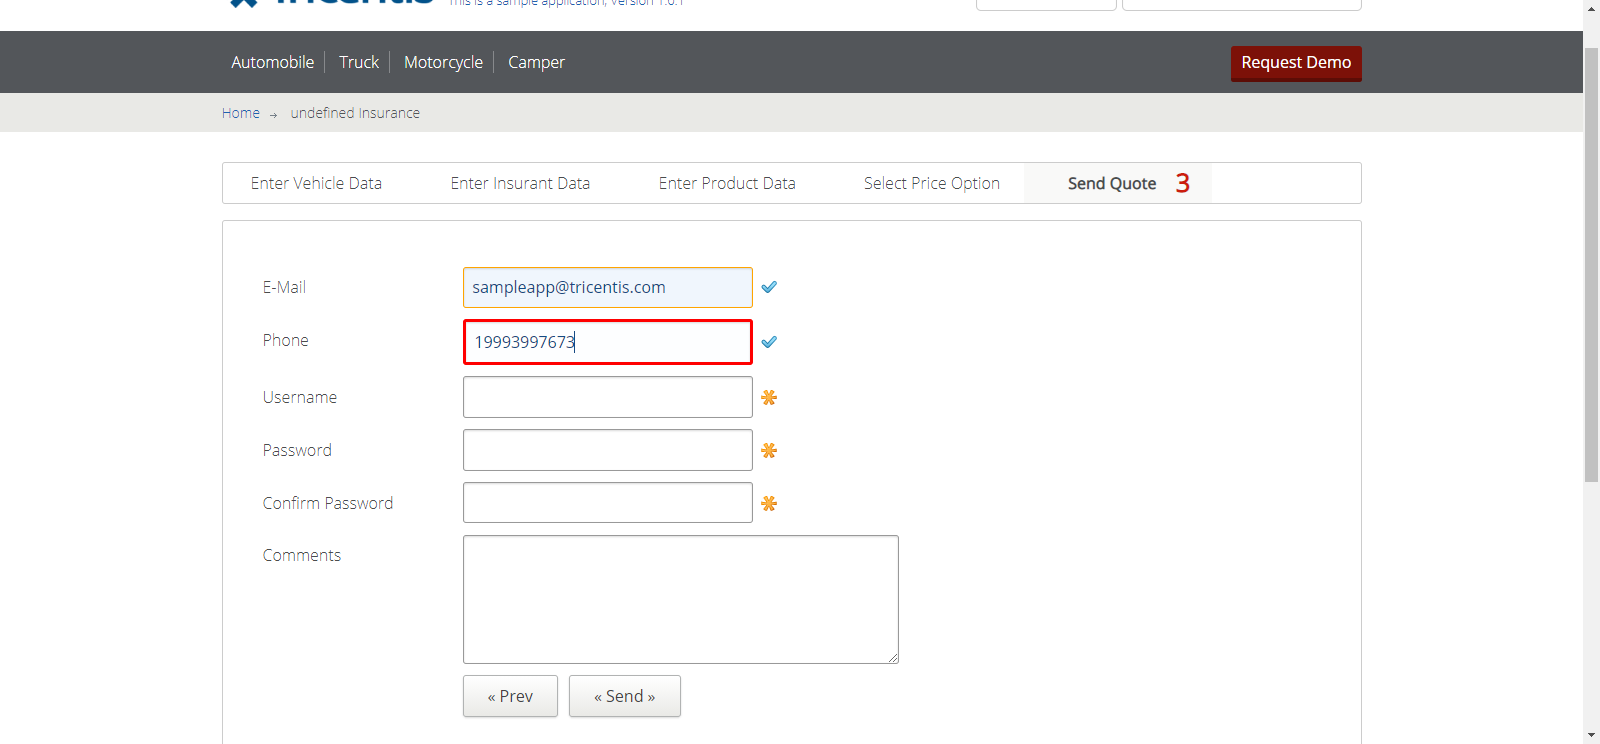 Tricentis This is a sample application, Version 1.0.1
Automobile Truck Motorcycle Camper Request Demo
Home → undefined Insurance
Enter Vehicle Data Enter Insurant Data Enter Product Data Select Price Option Send Quote 3
E-Mail sampleapp@tricentis.com
Phone 19993997673
Username
Password
Confirm Password
Comments
« Prev « Send »